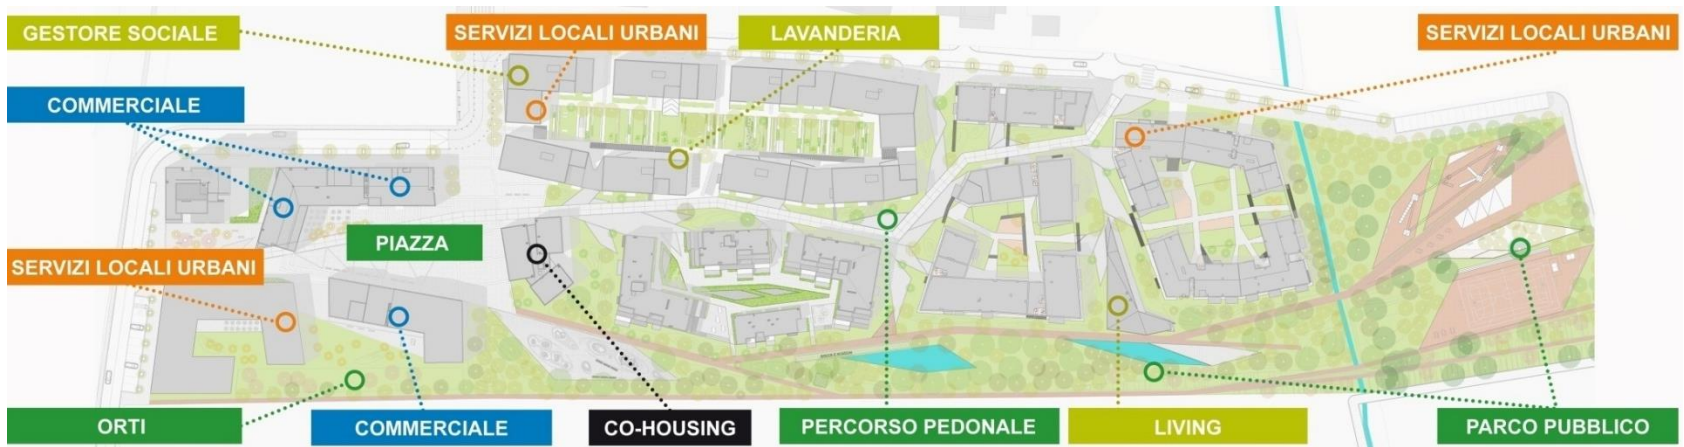 GESTORE SOCIALE
SERVIZI LOCALI URBANI
LAVANDERIA
SERVIZI LOCALI URBANI
COMMERCIALE
PIAZZA
SERVIZI LOCALI URBANI
ORTI
COMMERCIALE
CO-HOUSING
PERCORSO PEDONALE
LIVING
PARCO PUBBLICO